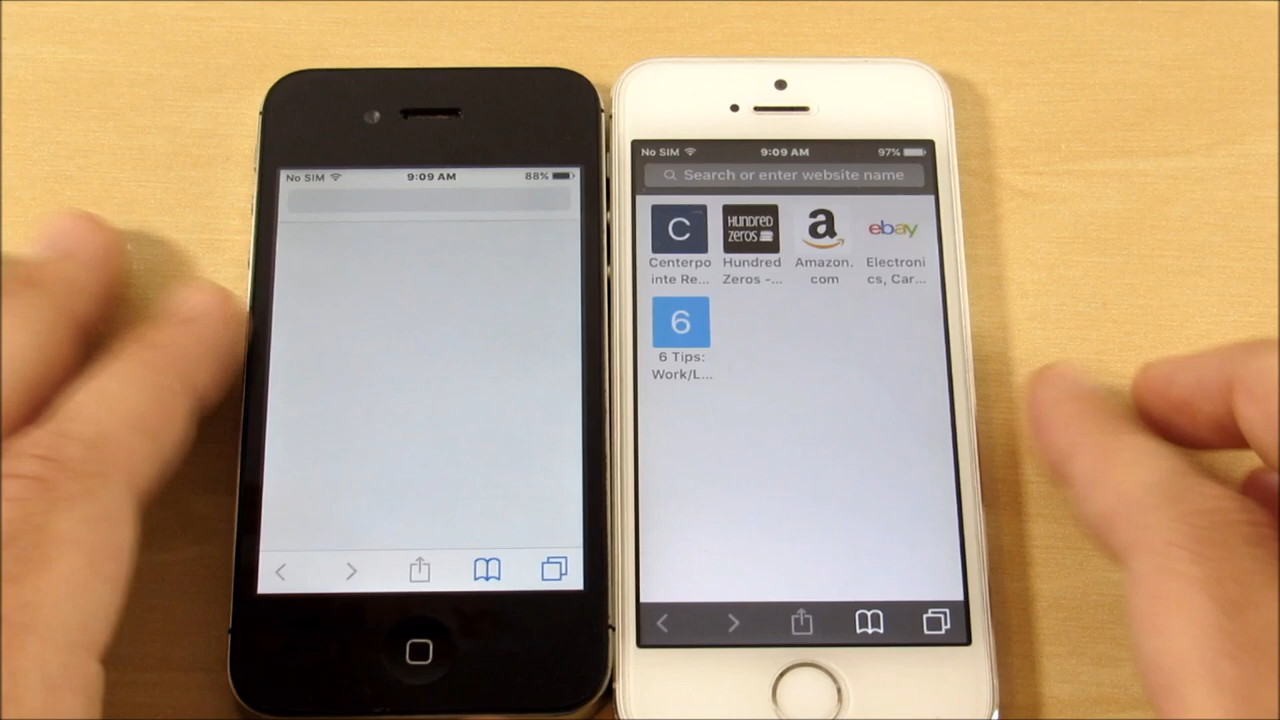 No SIM 9:09 AM 88%
No SIM 9:09 AM 97%
Search or enter website name
C
HUNDRED
ZEROS
a
ebay
Centerpo
inte Re...
Hundred
Zeros -...
Amazon.
com
Electroni
cs, Car...
6
6 Tips:
Work/L...